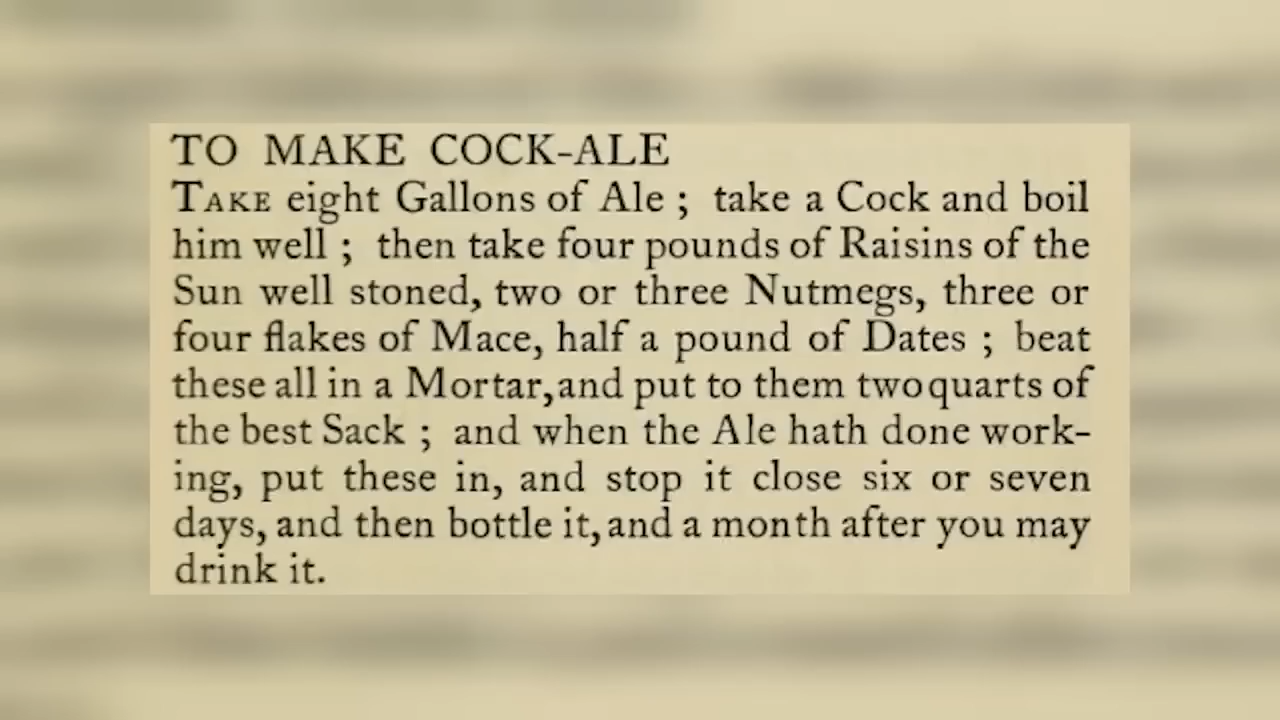 TO MAKE COCK-ALE
TAKE eight Gallons of Ale ; take a Cock and boil
him well ; then take four pounds of Raisins of the
Sun well stoned, two or three Nutmegs, three or
four flakes of Mace, half a pound of Dates ; beat
these all in a Mortar, and put to them two quarts of
the best Sack ; and when the Ale hath done work-
ing, put these in, and stop it close six or seven
days, and then bottle it, and a month after you may
drink it.